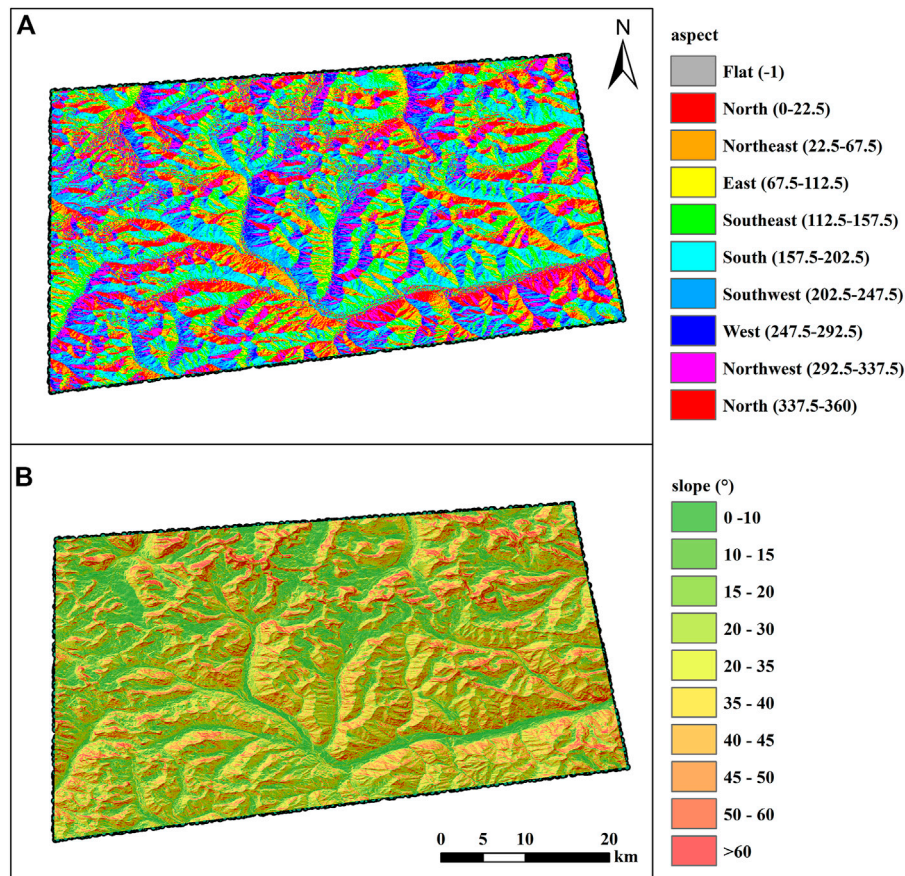 A
N
aspect
Flat (-1)
North (0-22.5)
Northeast (22.5-67.5)
East (67.5-112.5)
Southeast (112.5-157.5)
South (157.5-202.5)
Southwest (202.5-247.5)
West (247.5-292.5)
Northwest (292.5-337.5)
North (337.5-360)
B
slope (°)
0 -10
10 - 15
15 - 20
20 - 30
20 - 35
35 - 40
40 - 45
45 - 50
50 - 60
>60
0 5 10 20
km